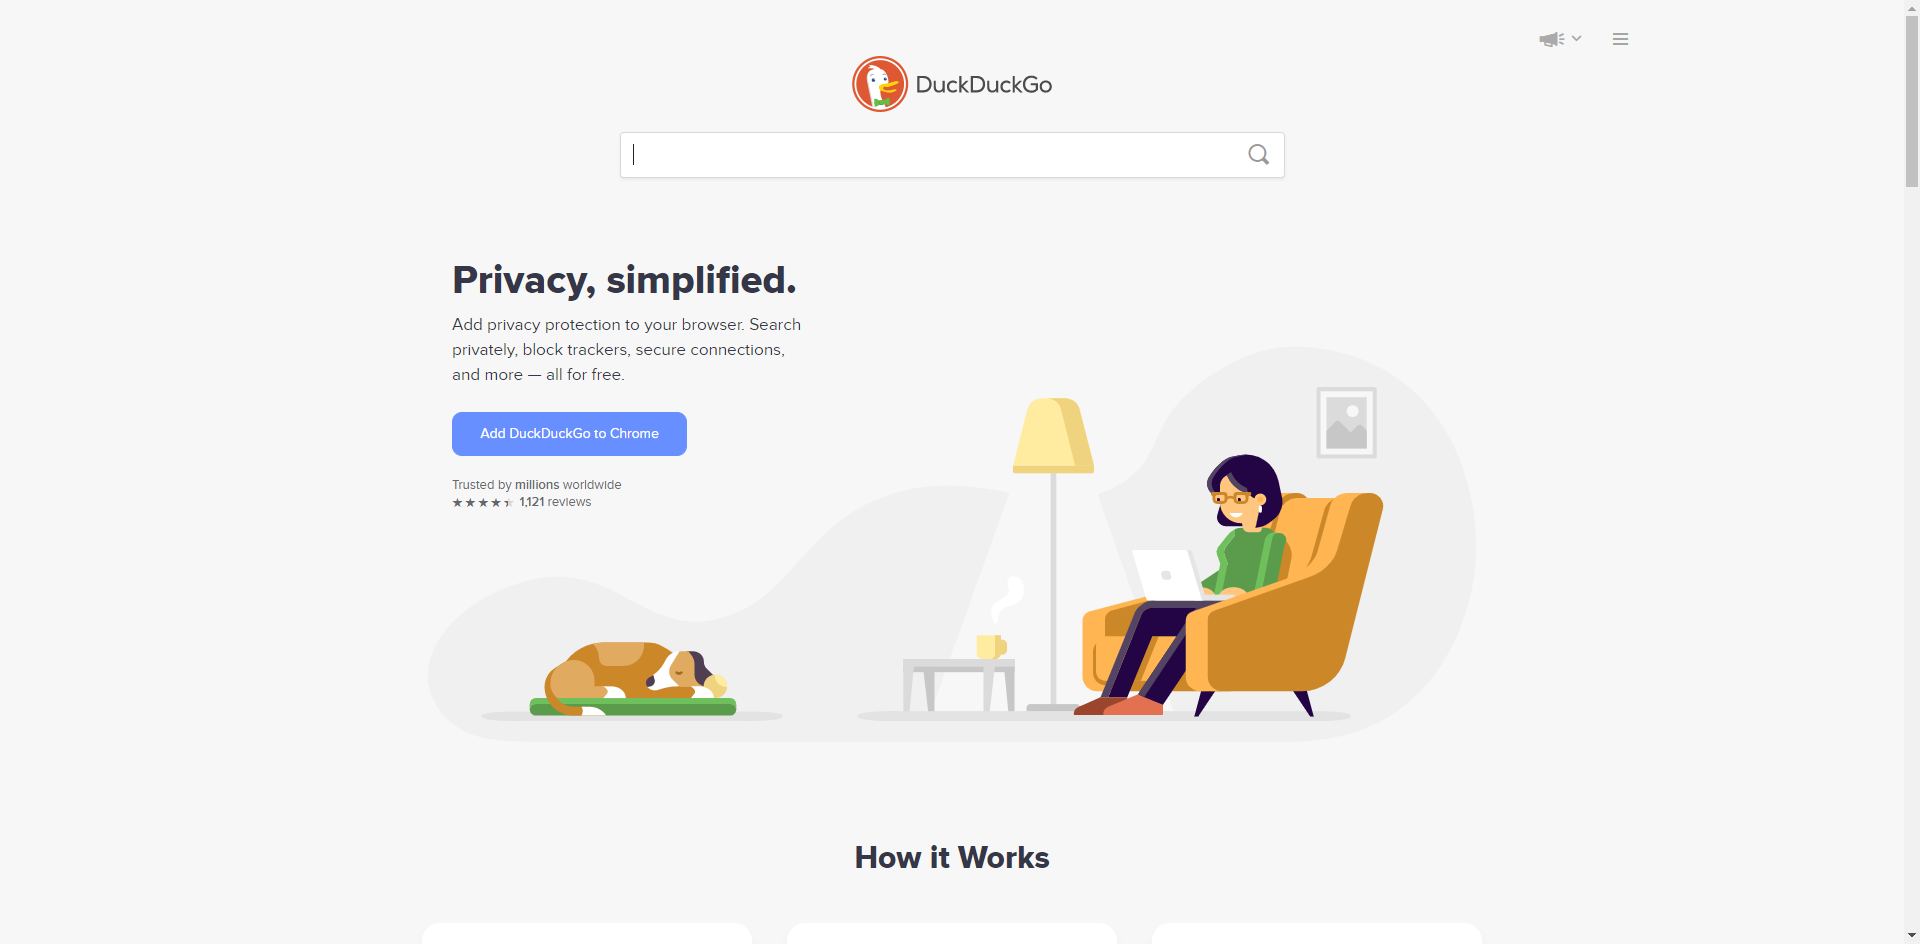 DuckDuckGo
Privacy, simplified.
Add privacy protection to your browser. Search
privately, block trackers, secure connections,
and more — all for free.
Add DuckDuckGo to Chrome
Trusted by millions worldwide
1,121 reviews
How it Works